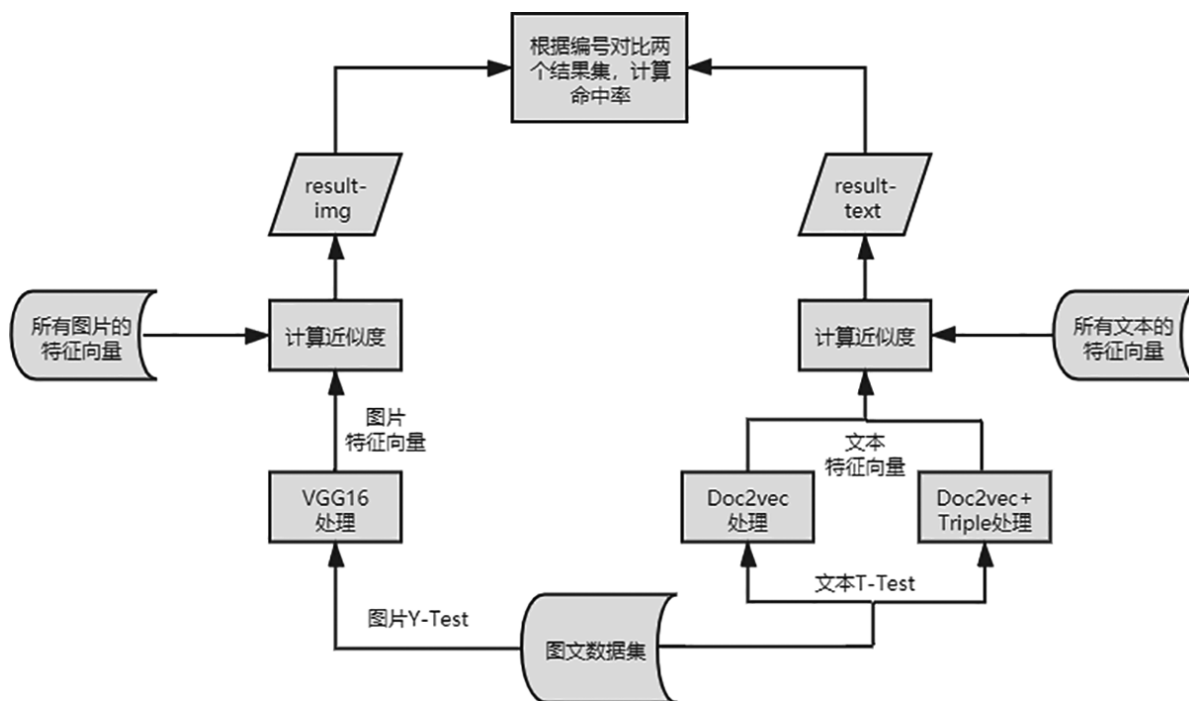 根据编号对比两
个结果集，计算
命中率
result-
img
result-
text
所有图片的
特征向量
计算近似度
计算近似度
所有文本的
特征向量
图片
特征向量
文本
特征向量
VGG16
处理
Doc2vec
处理
Doc2vec+
Triple处理
图片Y-Test
文本T-Test
图文数据集